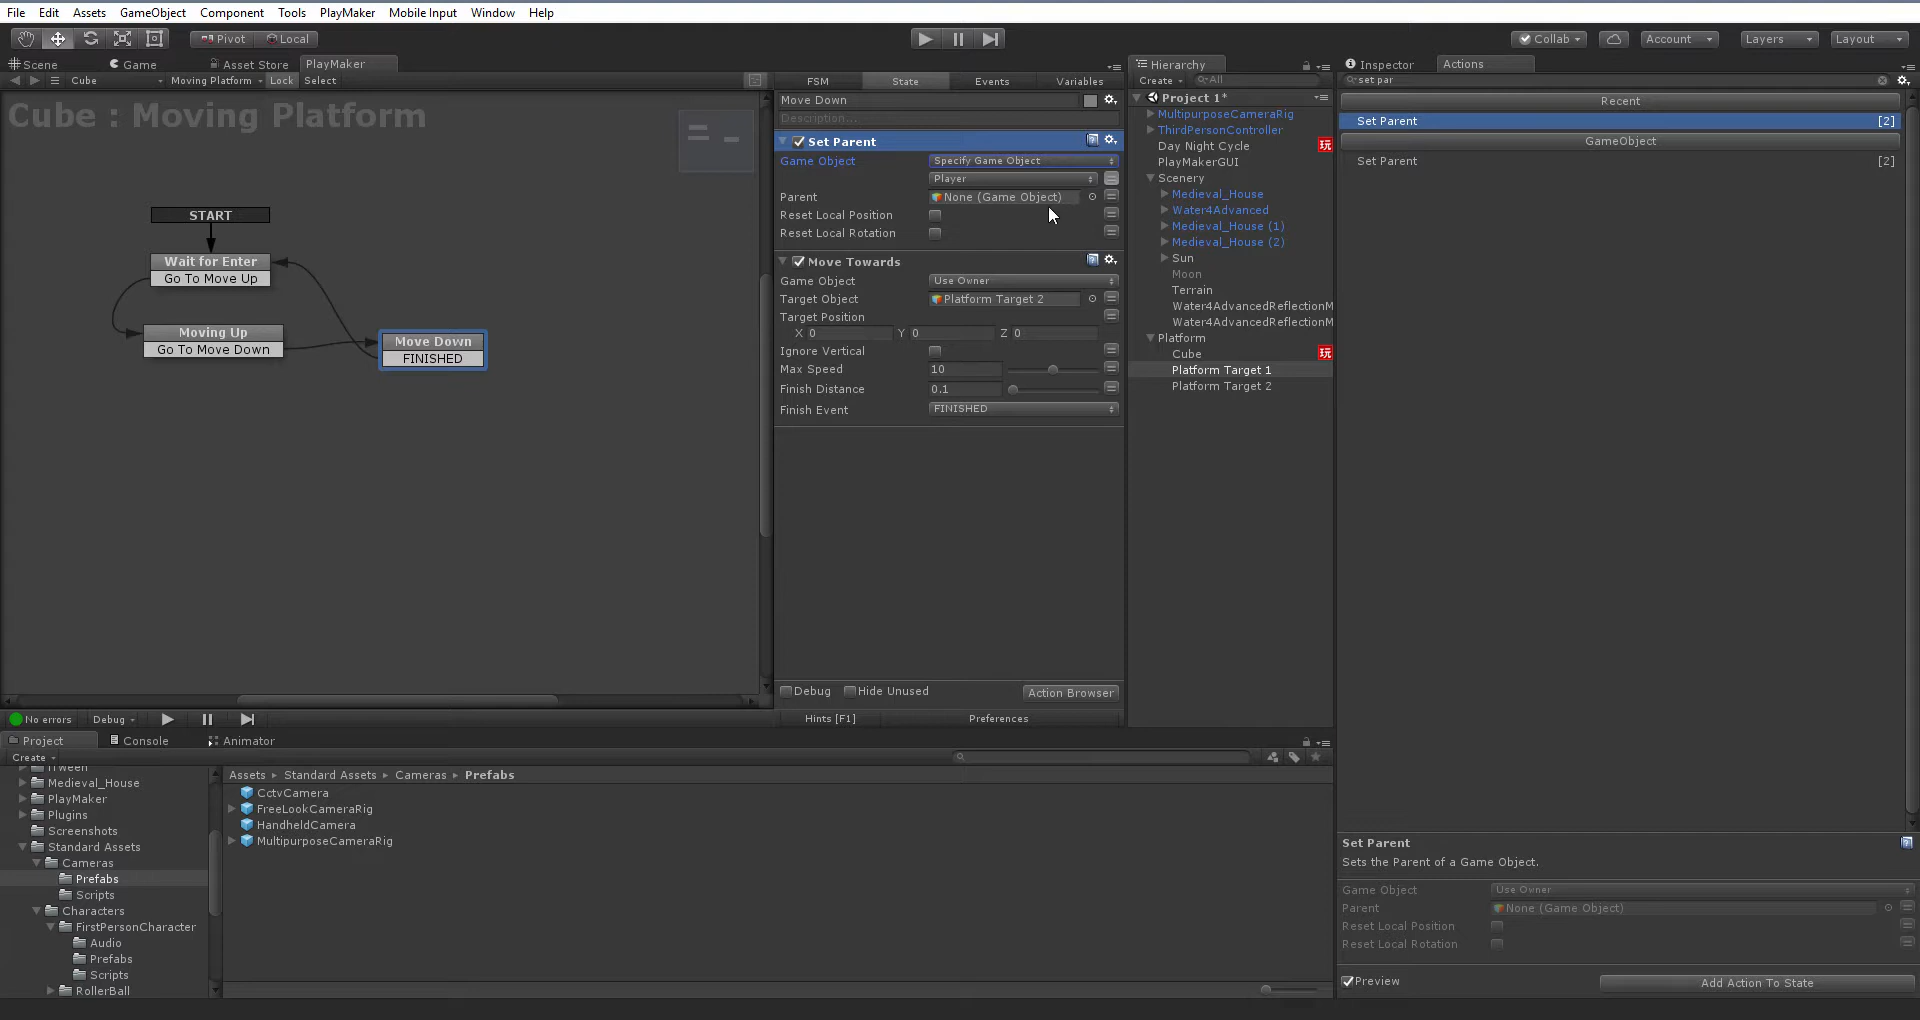 File Edit Assets GameObject Component Tools PlayMaker Mobile Input Window Help
Pivot Local Collab Account Layers Layout
Scene Game Asset Store PlayMaker
Cube Moving Platform Lock Select
Cube : Moving Platform
START
Wait for Enter
Go To Move Up
Moving Up
Go To Move Down
Move Down
FINISHED
No errors Debug
FSM State Events Variables
Move Down
Description...
Set Parent
Game Object Specify Game Object
Player
Parent None (Game Object)
Reset Local Position
Reset Local Rotation
Move Towards
Game Object Use Owner
Target Object Platform Target 2
Target Position
X 0 Y 0 Z 0
Ignore Vertical
Max Speed 10
Finish Distance 0.1
Finish Event FINISHED
Debug Hide Unused Action Browser
Hints [F1] Preferences
Hierarchy
Create All
Project 1*
MultipurposeCameraRig
ThirdPersonController
Day Night Cycle 玩
PlayMakerGUI
Scenery
Medieval_House
Water4Advanced
Medieval_House (1)
Medieval_House (2)
Sun
Moon
Terrain
Water4AdvancedReflectionM
Water4AdvancedReflectionM
Platform
Cube 玩
Platform Target 1
Platform Target 2
Inspector Actions
set par
Recent
Set Parent [2]
GameObject
Set Parent [2]
Set Parent
Sets the Parent of a Game Object.
Game Object Use Owner
Parent None (Game Object)
Reset Local Position
Reset Local Rotation
Preview Add Action To State
Project Console Animator
Create
iTween
Medieval_House
PlayMaker
Plugins
Screenshots
Standard Assets
Cameras
Prefabs
Scripts
Characters
FirstPersonCharacter
Audio
Prefabs
Scripts
RollerBall
Assets Standard Assets Cameras Prefabs
CctvCamera
FreeLookCameraRig
HandheldCamera
MultipurposeCameraRig